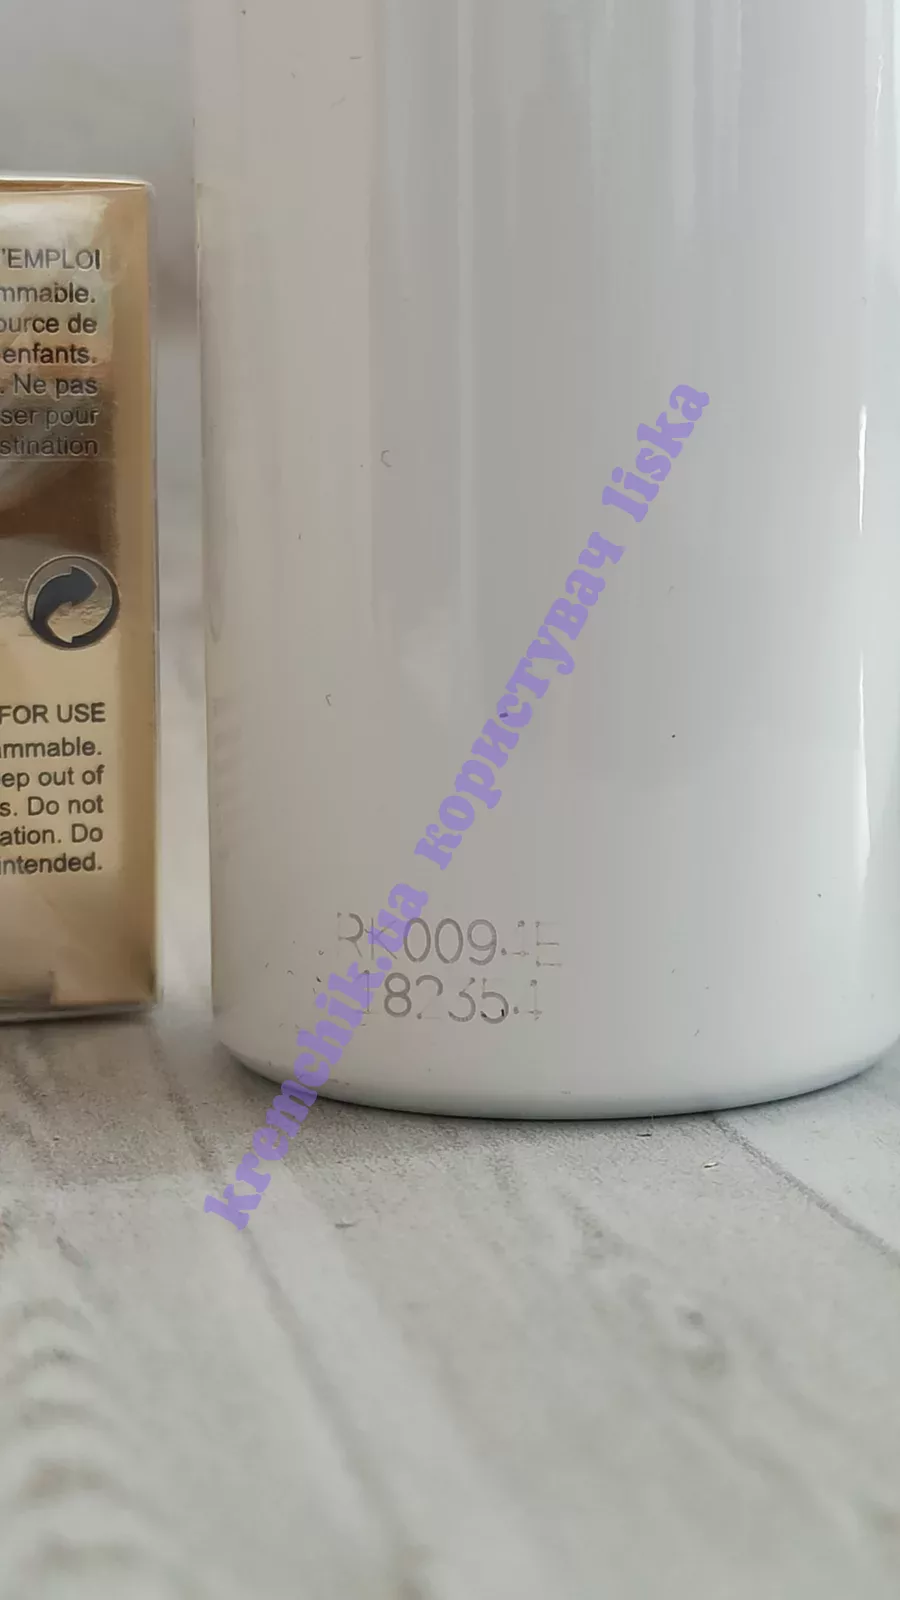 'EMPLOI
mmable.
ource de
enfants.
. Ne pas
ser pour
stination
FOR USE
mmable.
ep out of
s. Do not
ation. Do
intended.
kremchik.ua користувач liska
RK0094E
182354